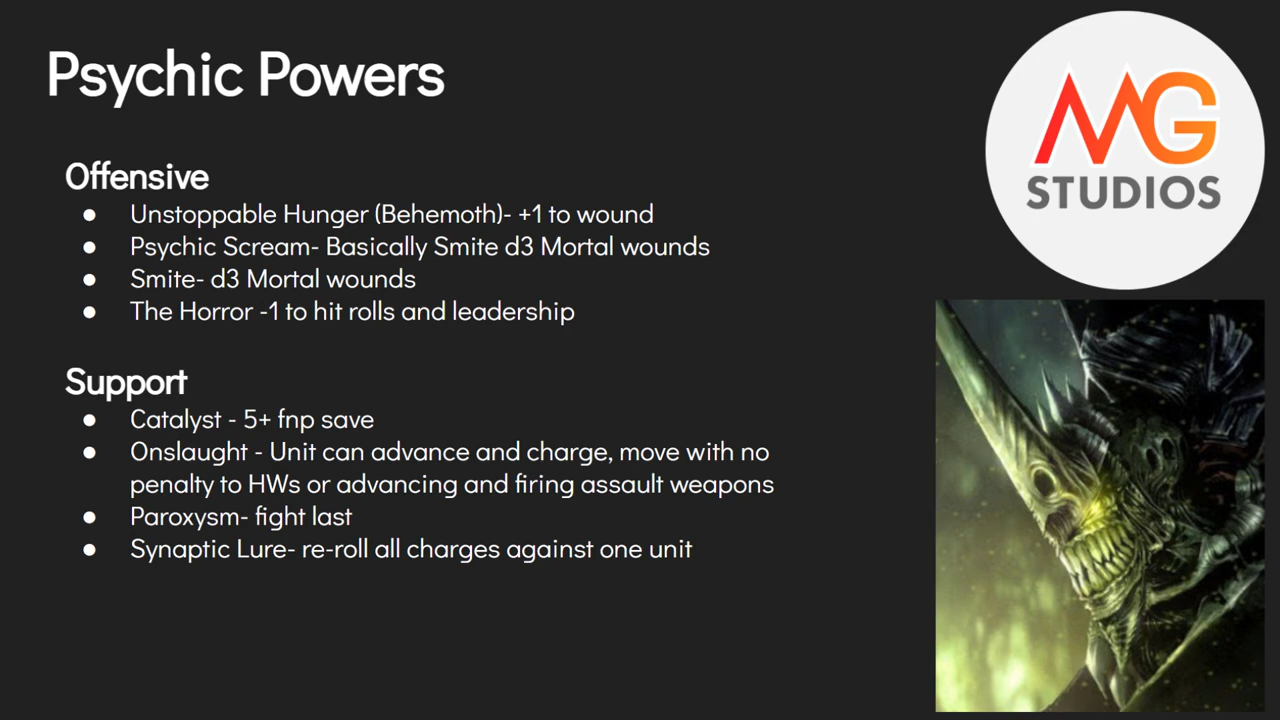 Psychic Powers
MG
STUDIOS
Offensive
● Unstoppable Hunger (Behemoth)- +1 to wound
● Psychic Scream- Basically Smite d3 Mortal wounds
● Smite- d3 Mortal wounds
● The Horror -1 to hit rolls and leadership
Support
● Catalyst - 5+ fnp save
● Onslaught - Unit can advance and charge, move with no
penalty to HWs or advancing and firing assault weapons
● Paroxysm- fight last
● Synaptic Lure- re-roll all charges against one unit